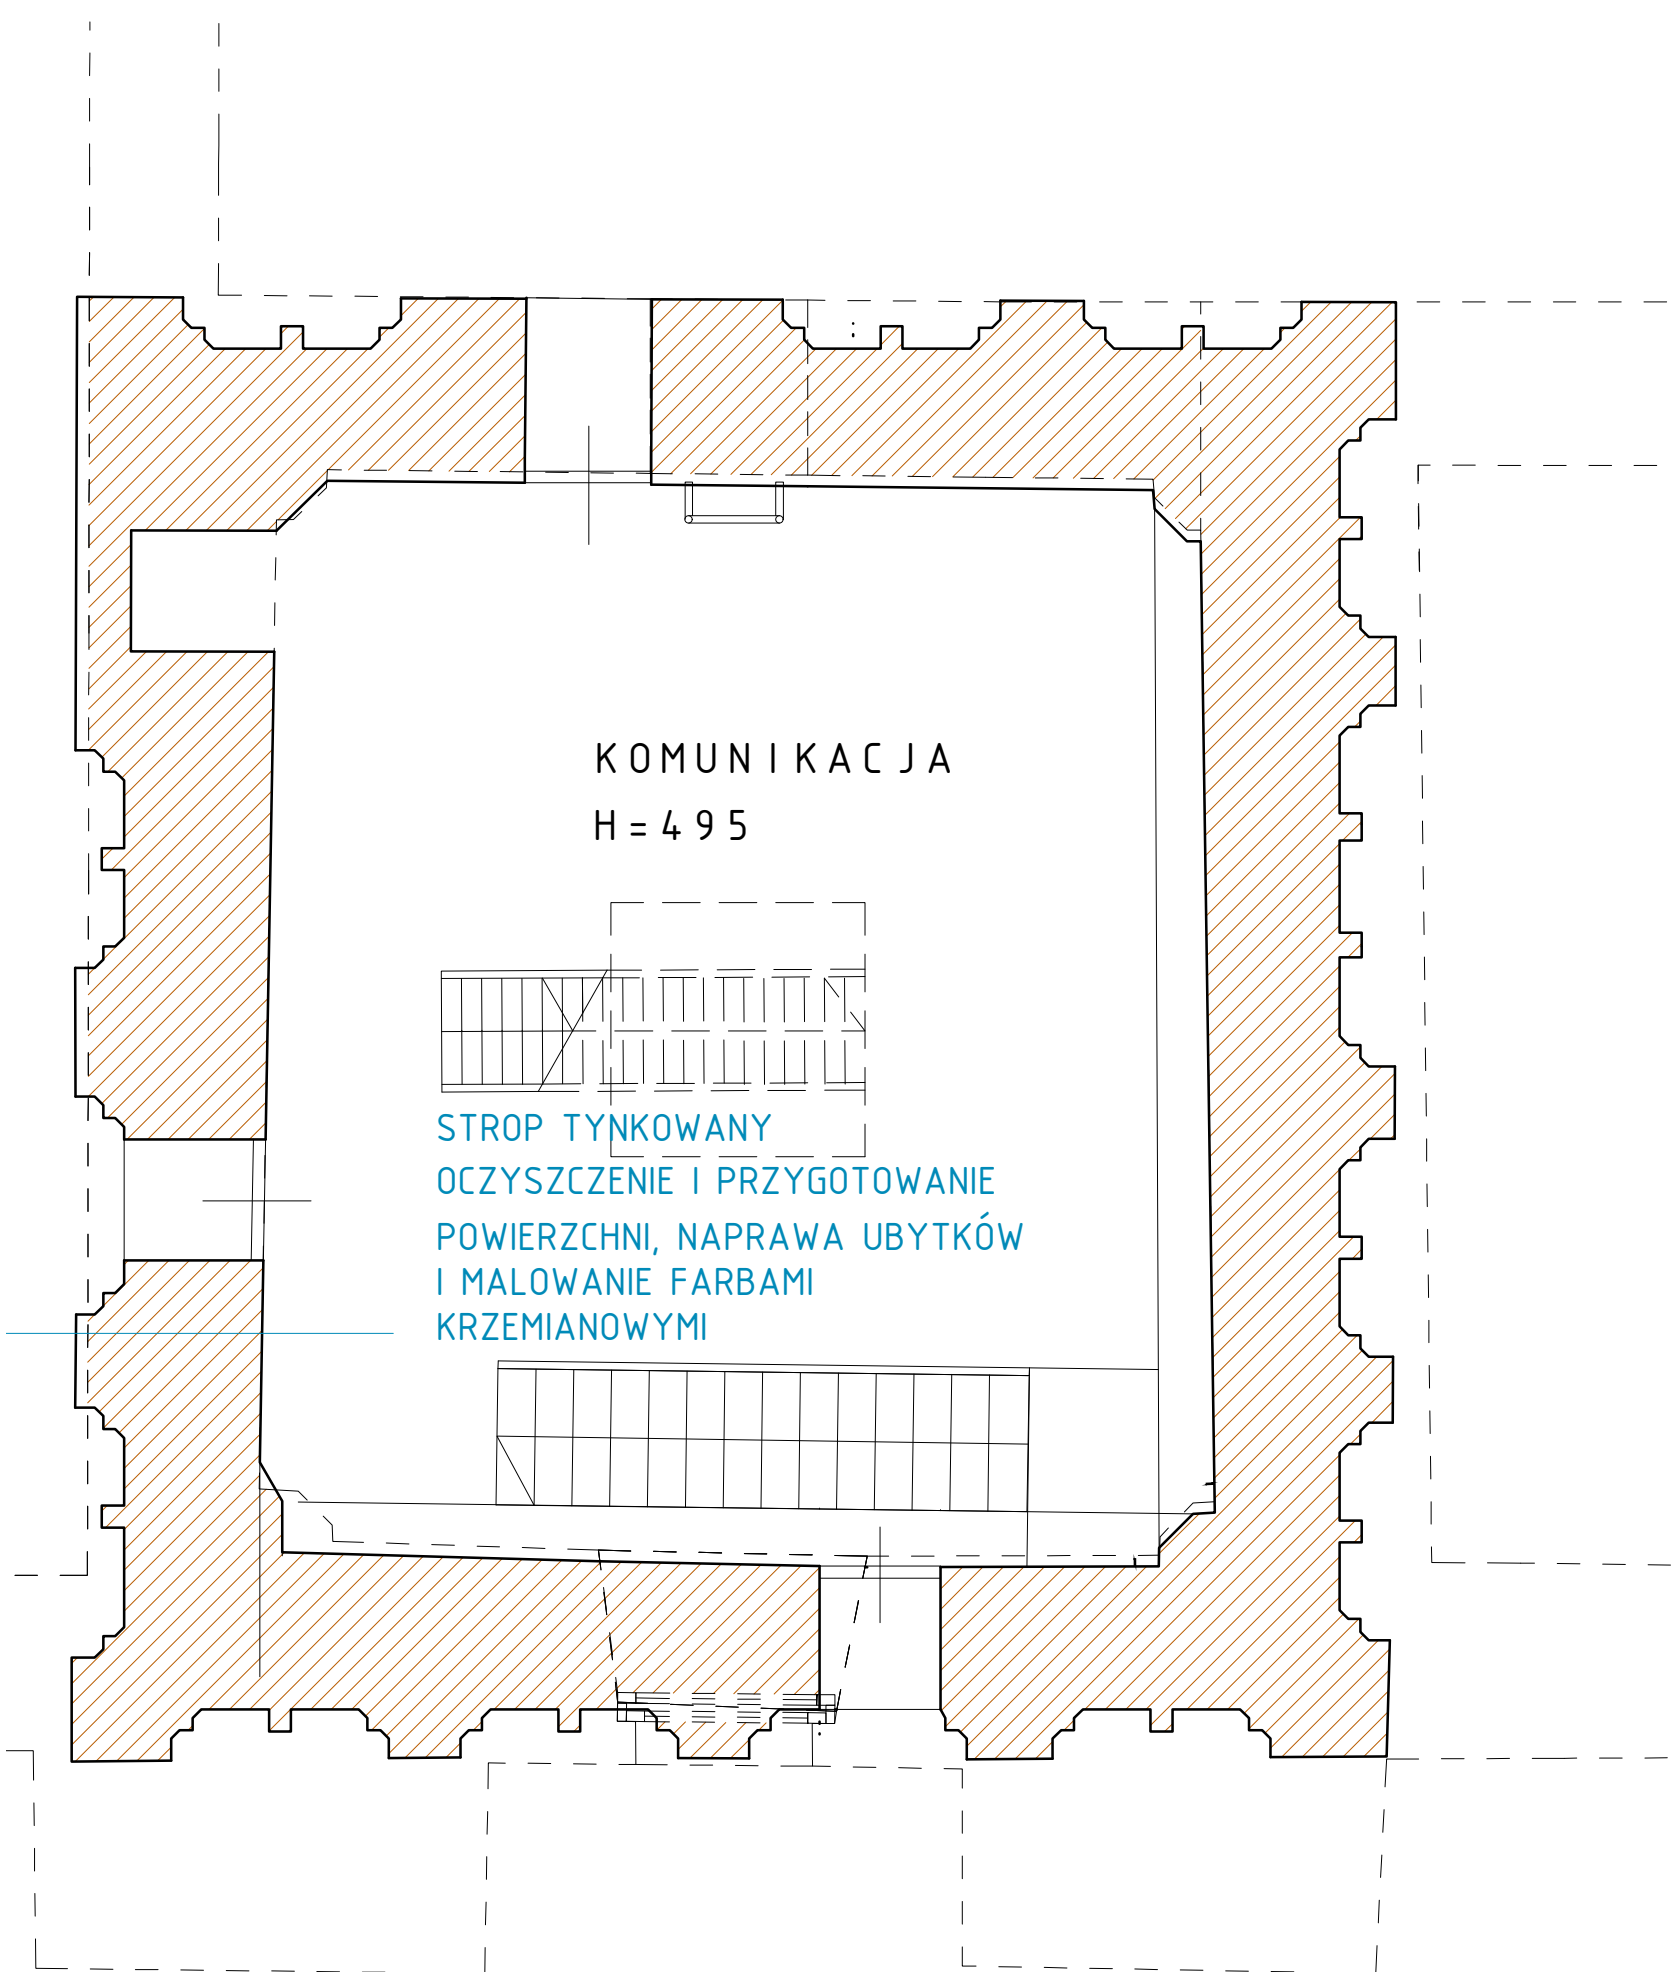 KOMUNIKACJA
H=495
STROP TYNKOWANY
OCZYSZCZENIE I PRZYGOTOWANIE
POWIERZCHNI, NAPRAWA UBYTKÓW
I MALOWANIE FARBAMI
KRZEMIANOWYMI